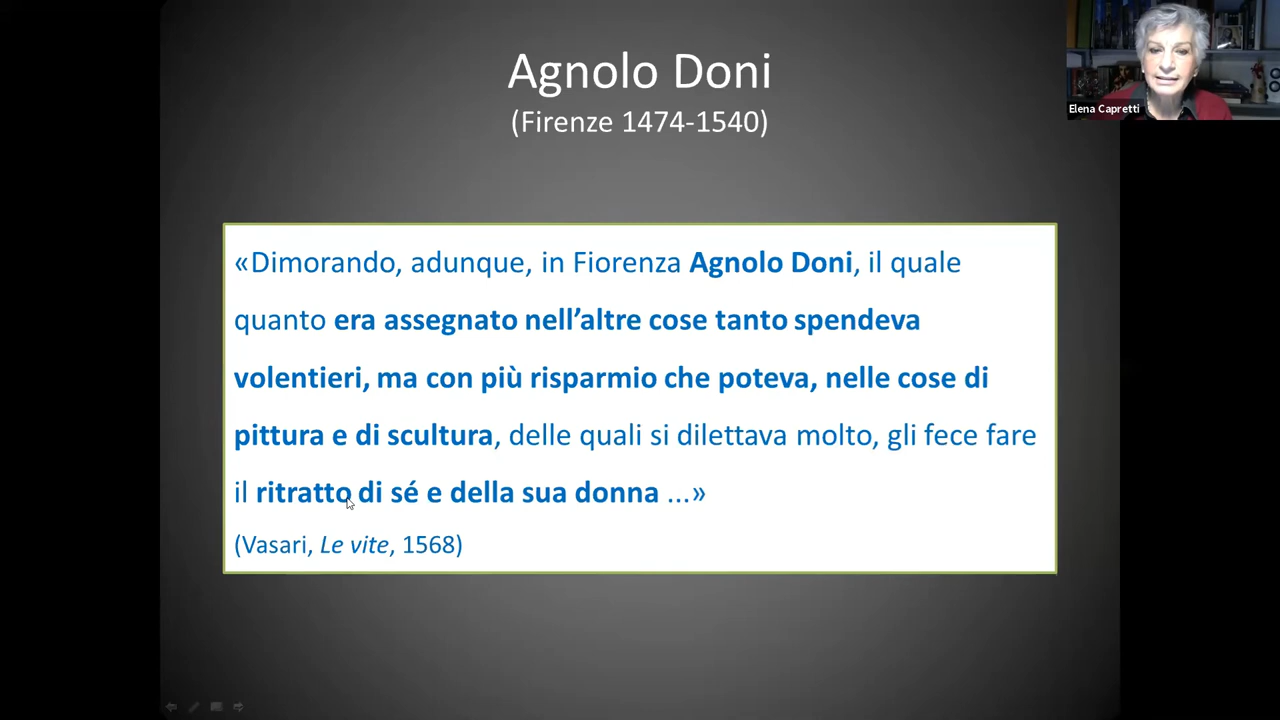 Agnolo Doni
(Firenze 1474-1540)
Elena Capretti
«Dimorando, adunque, in Fiorenza Agnolo Doni, il quale
quanto era assegnato nell’altre cose tanto spendeva
volentieri, ma con più risparmio che poteva, nelle cose di
pittura e di scultura, delle quali si dilettava molto, gli fece fare
il ritratto di sé e della sua donna ...»
(Vasari, Le vite, 1568)